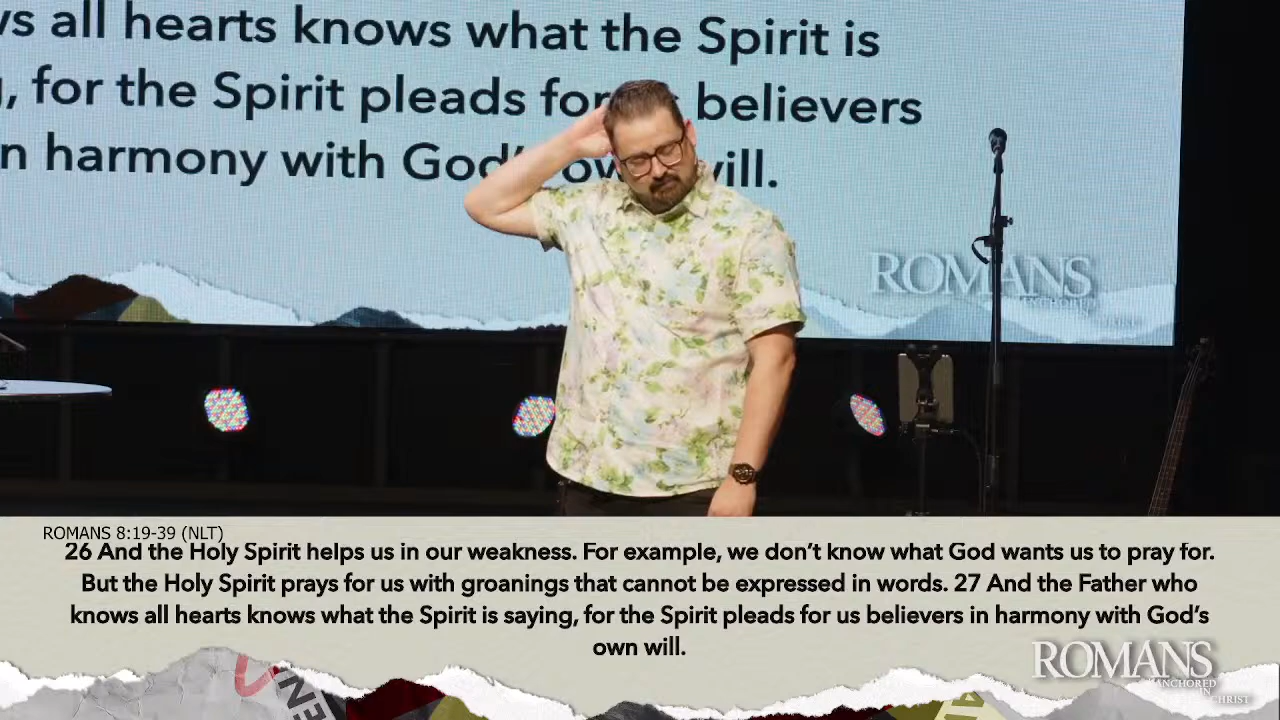 s all hearts knows what the Spirit is
, for the Spirit pleads for believers
n harmony with God's own will.
ROMANS
ROMANS 8:19-39 (NLT)
26 And the Holy Spirit helps us in our weakness. For example, we don't know what God wants us to pray for.
But the Holy Spirit prays for us with groanings that cannot be expressed in words. 27 And the Father who
knows all hearts knows what the Spirit is saying, for the Spirit pleads for us believers in harmony with God's
own will.
ROMANS
ANCHORED
IN
CHRIST